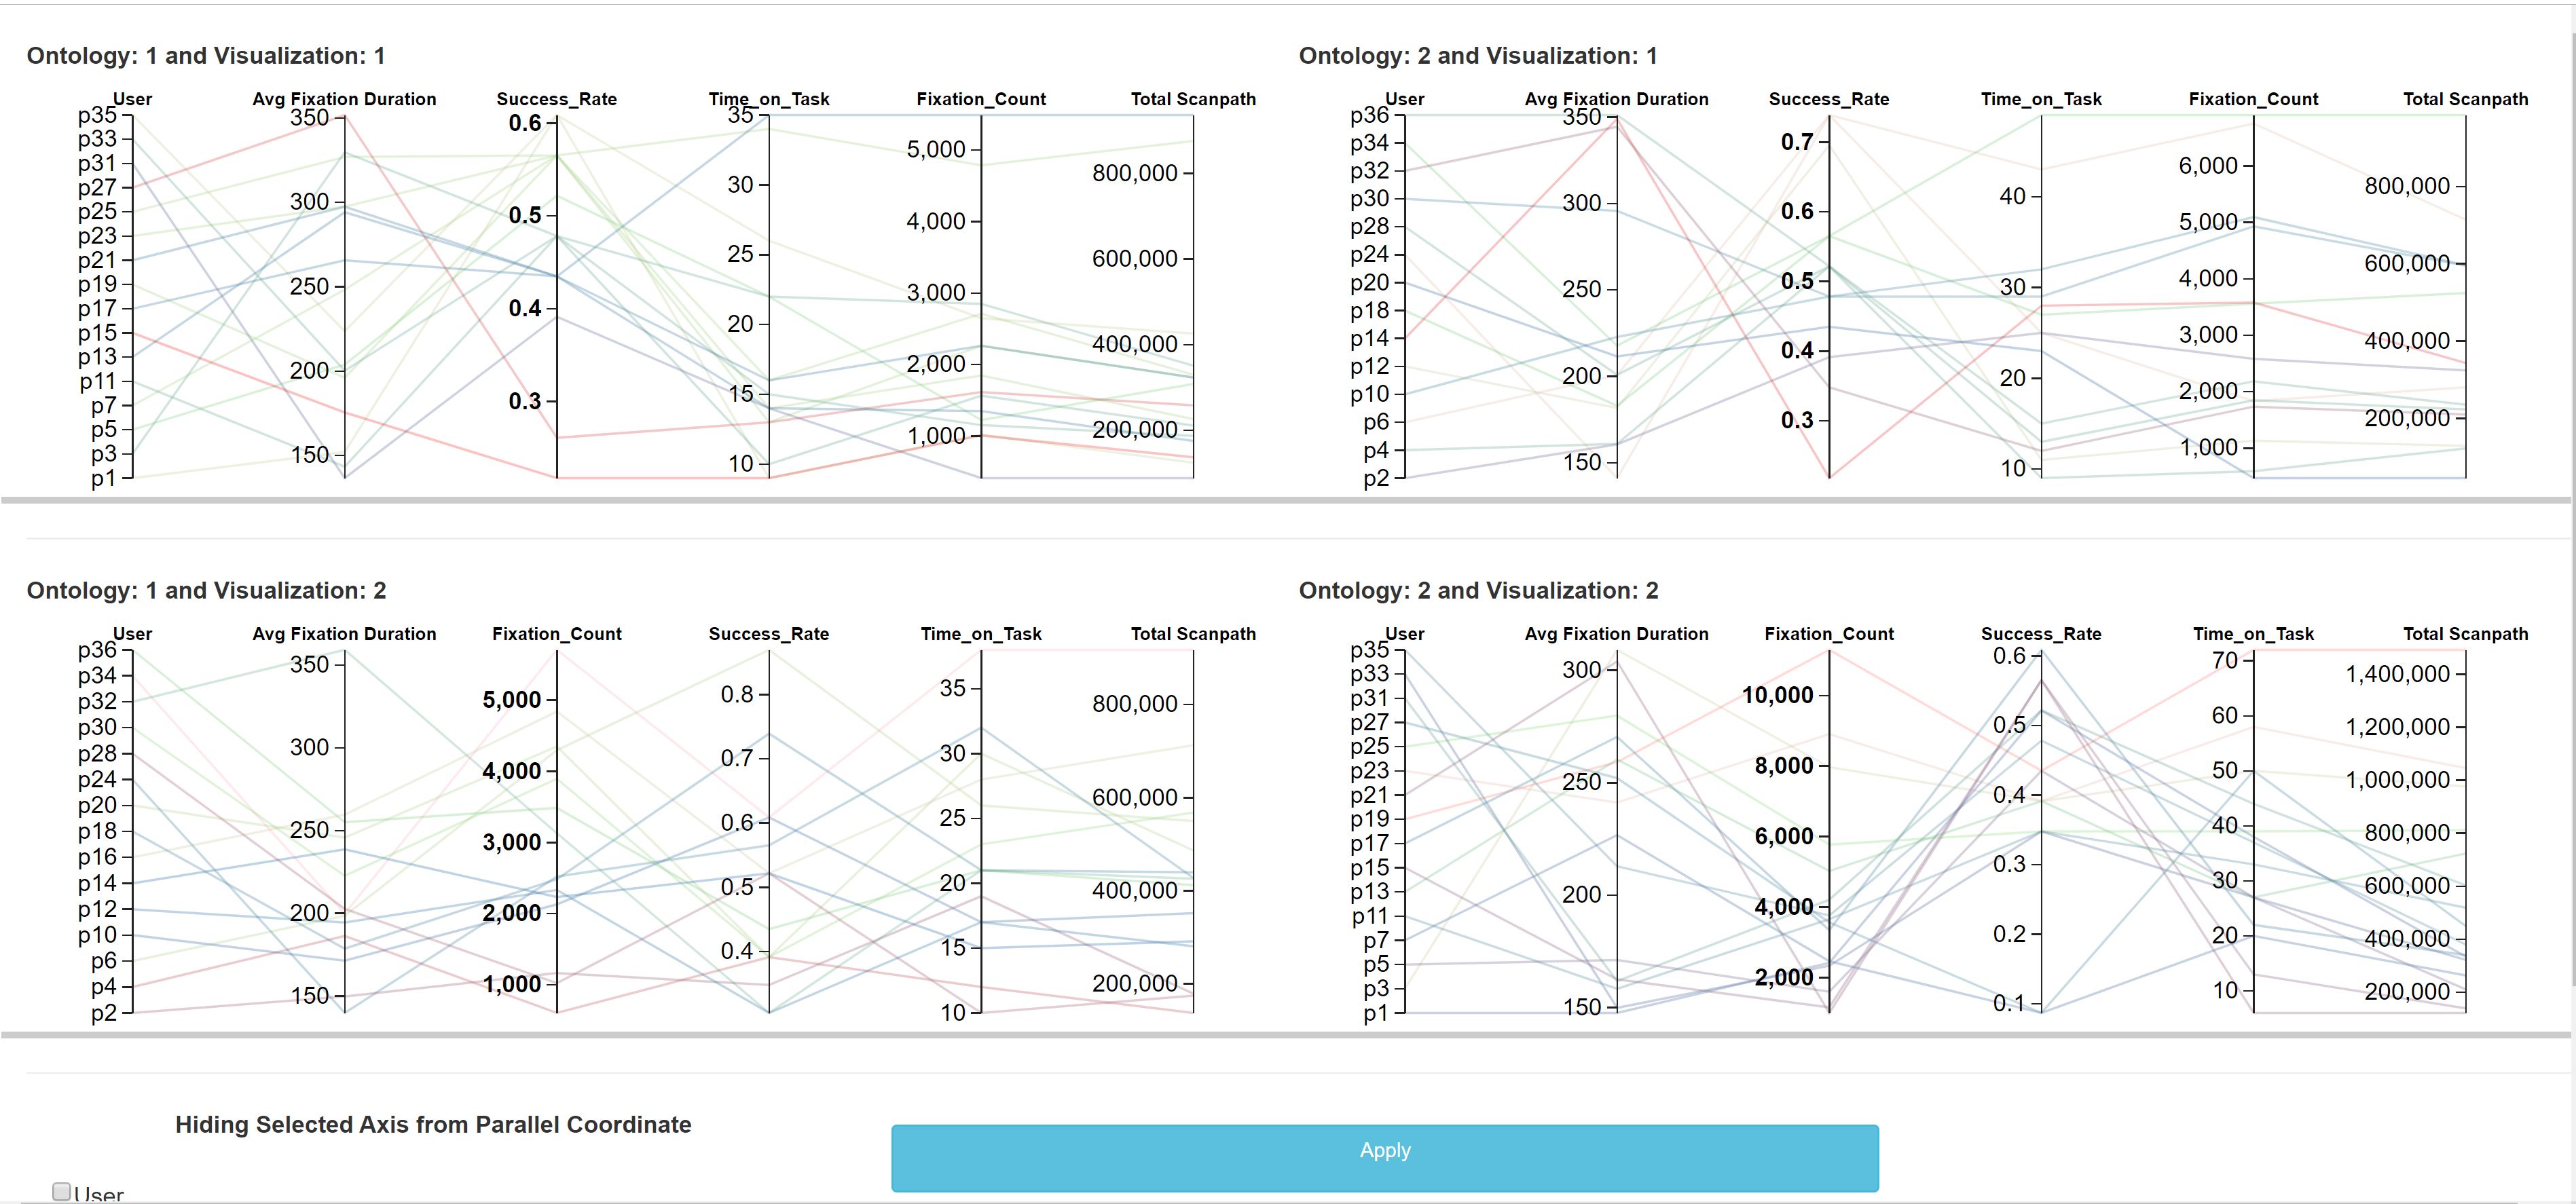 Ontology: 1 and Visualization: 1
User Avg Fixation Duration Success_Rate Time_on_Task Fixation_Count Total Scanpath
p35
p33
p31
p27
p25
p23
p21
p19
p17
p15
p13
p11
p7
p5
p3
p1
350
300
250
200
150
0.6
0.5
0.4
0.3
35
30
25
20
15
10
5,000
4,000
3,000
2,000
1,000
800,000
600,000
400,000
200,000
Ontology: 2 and Visualization: 1
User Avg Fixation Duration Success_Rate Time_on_Task Fixation_Count Total Scanpath
p36
p34
p32
p30
p28
p24
p20
p18
p14
p12
p10
p6
p4
p2
350
300
250
200
150
0.7
0.6
0.5
0.4
0.3
40
30
20
10
6,000
5,000
4,000
3,000
2,000
1,000
800,000
600,000
400,000
200,000
Ontology: 1 and Visualization: 2
User Avg Fixation Duration Fixation_Count Success_Rate Time_on_Task Total Scanpath
p36
p34
p32
p30
p28
p24
p20
p18
p16
p14
p12
p10
p6
p4
p2
350
300
250
200
150
5,000
4,000
3,000
2,000
1,000
0.8
0.7
0.6
0.5
0.4
35
30
25
20
15
10
800,000
600,000
400,000
200,000
Ontology: 2 and Visualization: 2
User Avg Fixation Duration Fixation_Count Success_Rate Time_on_Task Total Scanpath
p35
p33
p31
p27
p25
p23
p21
p19
p17
p15
p13
p11
p7
p5
p3
p1
300
250
200
150
10,000
8,000
6,000
4,000
2,000
0.6
0.5
0.4
0.3
0.2
0.1
70
60
50
40
30
20
10
1,400,000
1,200,000
1,000,000
800,000
600,000
400,000
200,000
Hiding Selected Axis from Parallel Coordinate
Apply
User